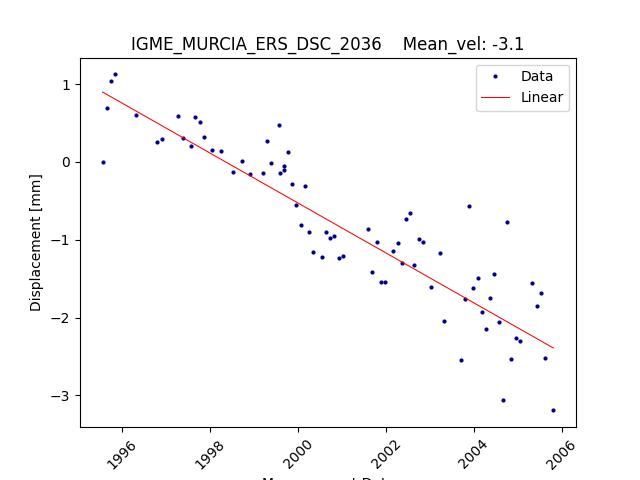 IGME_MURCIA_ERS_DSC_2036    Mean_vel: -3.1
Data
Linear
Displacement [mm]
1
0
−1
−2
−3
1996 1998 2000 2002 2004 2006